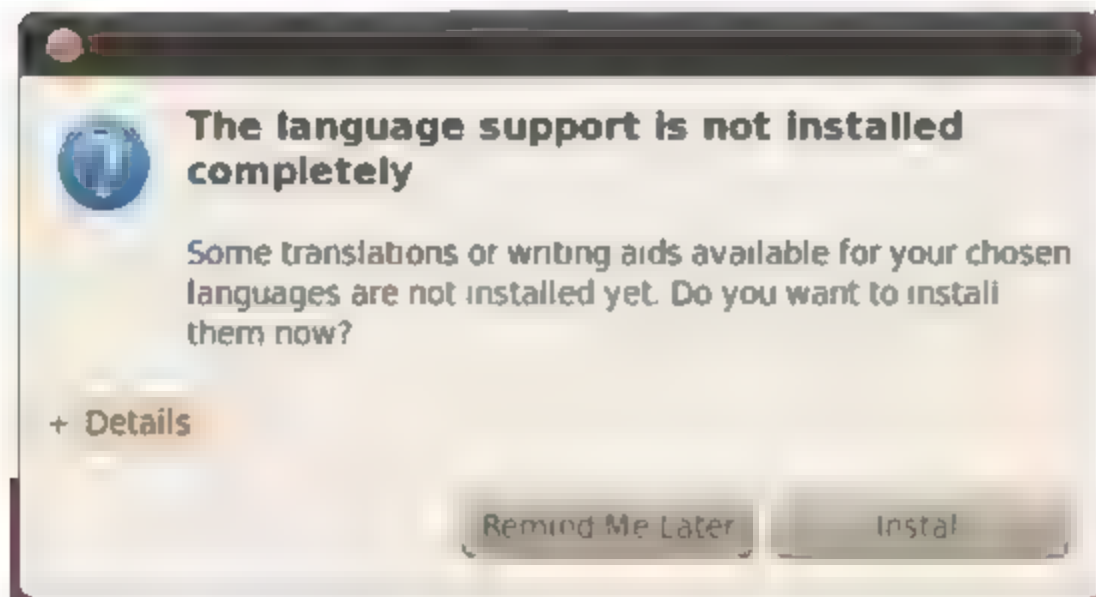 The language support is not installed
completely
Some translations or writing aids available for your chosen
languages are not installed yet. Do you want to install
them now?
+ Details
Remind Me Later
Install